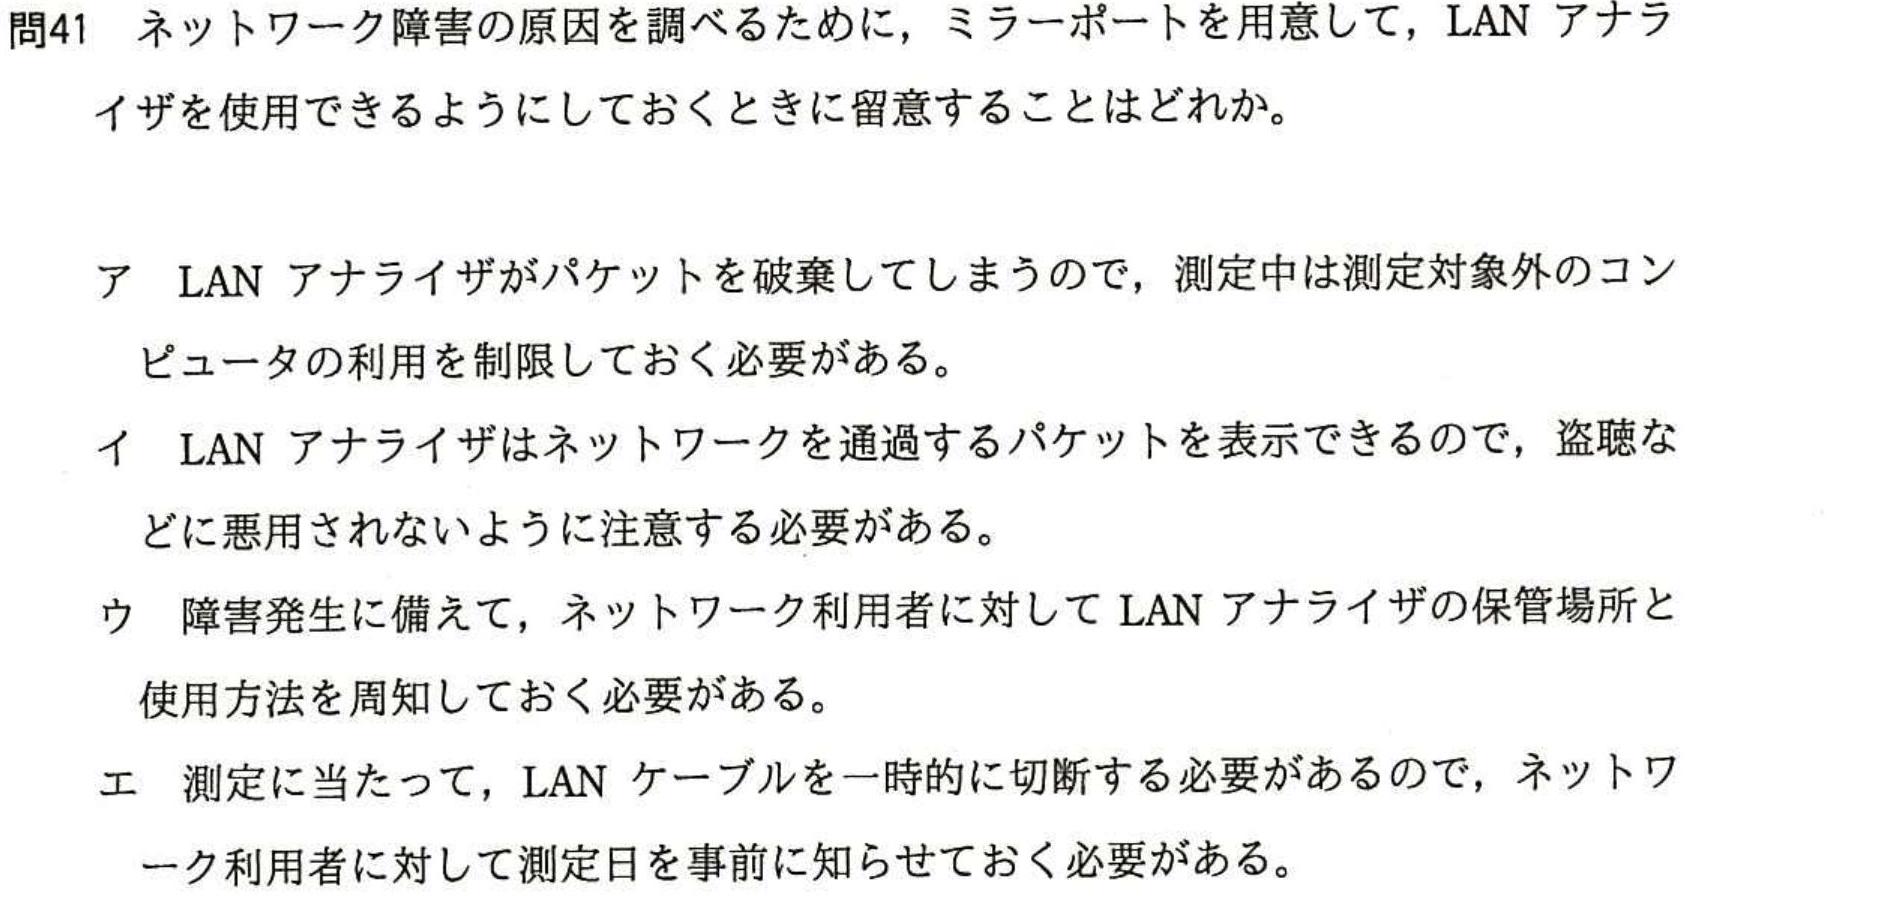 問41 ネットワーク障害の原因を調べるために，ミラーポートを用意して，LAN アナラ
イザを使用できるようにしておくときに留意することはどれか。
ア LAN アナライザがパケットを破棄してしまうので，測定中は測定対象外のコン
ピュータの利用を制限しておく必要がある。
イ LAN アナライザはネットワークを通過するパケットを表示できるので，盗聴な
どに悪用されないように注意する必要がある。
ウ 障害発生に備えて，ネットワーク利用者に対して LAN アナライザの保管場所と
使用方法を周知しておく必要がある。
エ 測定に当たって，LAN ケーブルを一時的に切断する必要があるので，ネットワ
ーク利用者に対して測定日を事前に知らせておく必要がある。